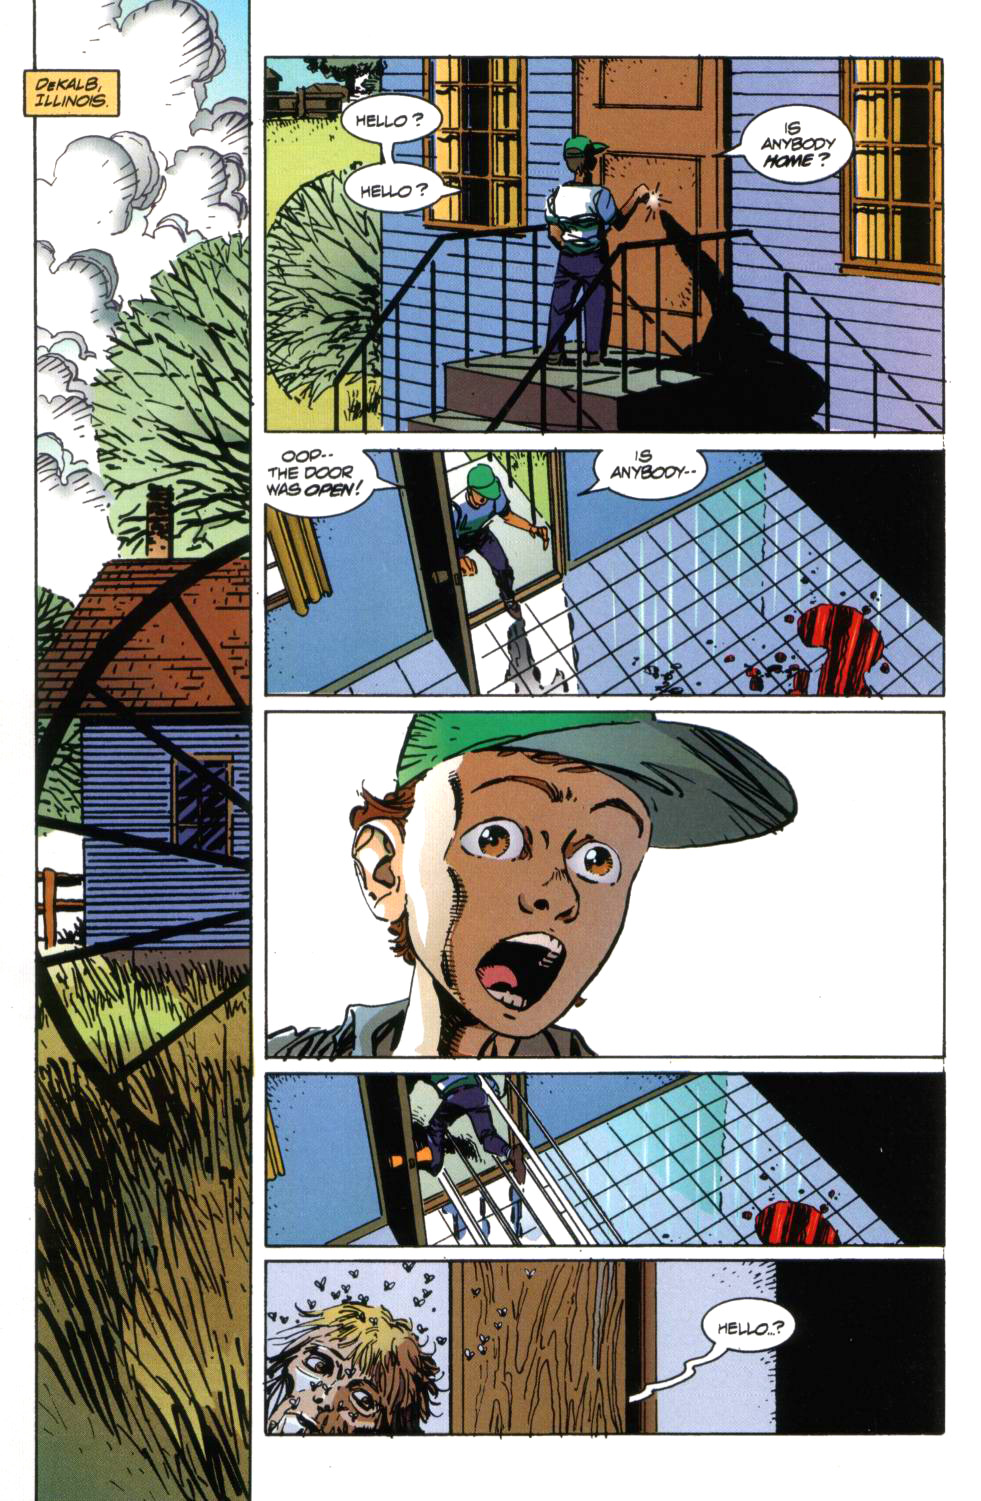 DeKALB,
ILLINOIS.
HELLO?
HELLO?
IS
ANYBODY
HOME?
OOP--
THE DOOR
WAS OPEN!
IS
ANYBODY--
HELLO...?